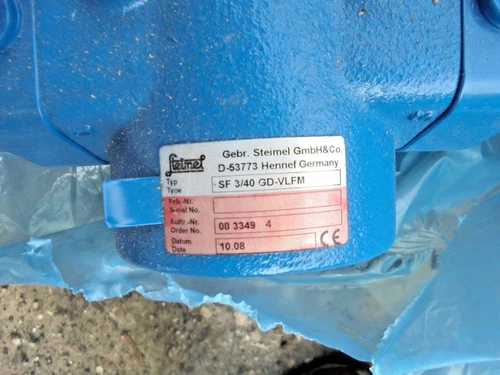 Steimel
Gebr. Steimel GmbH&Co.
D-53773 Hennef Germany
Typ
Type
SF 3/40 GD-VLFM
Fabr.-Nr.
Serial No.
Auftr.-Nr.
Order No.
08 3349 4
Datum
Date
10.08
CE